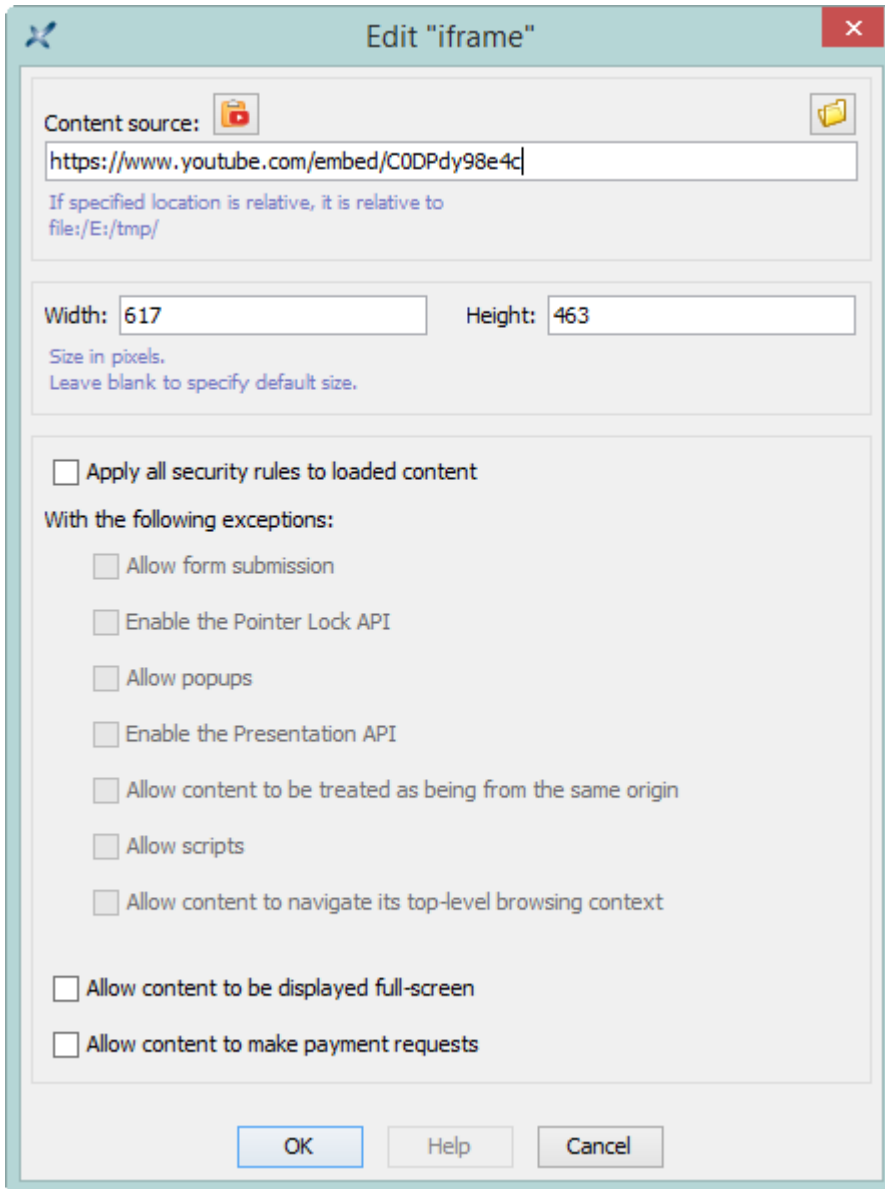 Edit "iframe"
Content source:
https://www.youtube.com/embed/C0DPdy98e4c
If specified location is relative, it is relative to
file:/E:/tmp/
Width: 617 Height: 463
Size in pixels.
Leave blank to specify default size.
Apply all security rules to loaded content
With the following exceptions:
Allow form submission
Enable the Pointer Lock API
Allow popups
Enable the Presentation API
Allow content to be treated as being from the same origin
Allow scripts
Allow content to navigate its top-level browsing context
Allow content to be displayed full-screen
Allow content to make payment requests
OK Help Cancel